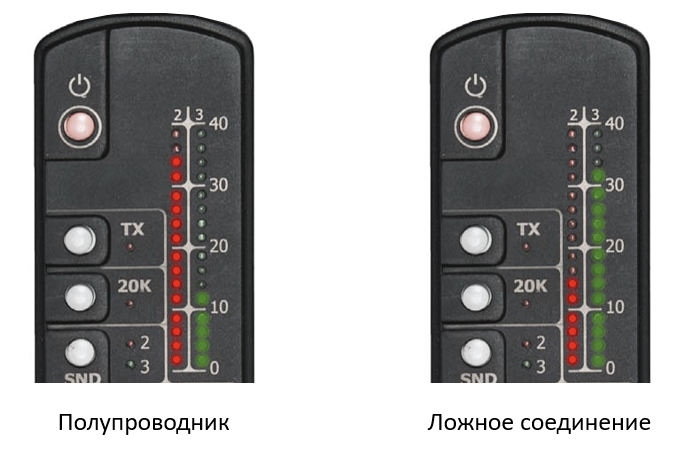 2 3
40
30
TX
20
20K
10
2
3
0
SND
2 3
40
30
TX
20
20K
10
2
3
0
SND
Полупроводник
Ложное соединение